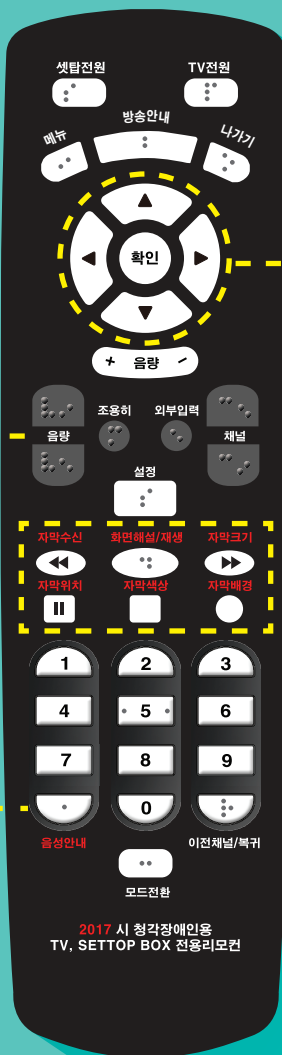 셋탑전원 TV전원
메뉴 방송안내 나가기
확인
+ 음량 -
음량 조용히 외부입력 채널
설정
자막수신 화면해설/재생 자막크기
자막위치 자막색상 자막배경
1 2 3
4 5 6
7 8 9
0
음성안내 이전채널/복귀
모드전환
2017 시 청각장애인용
TV, SETTOP BOX 전용리모컨